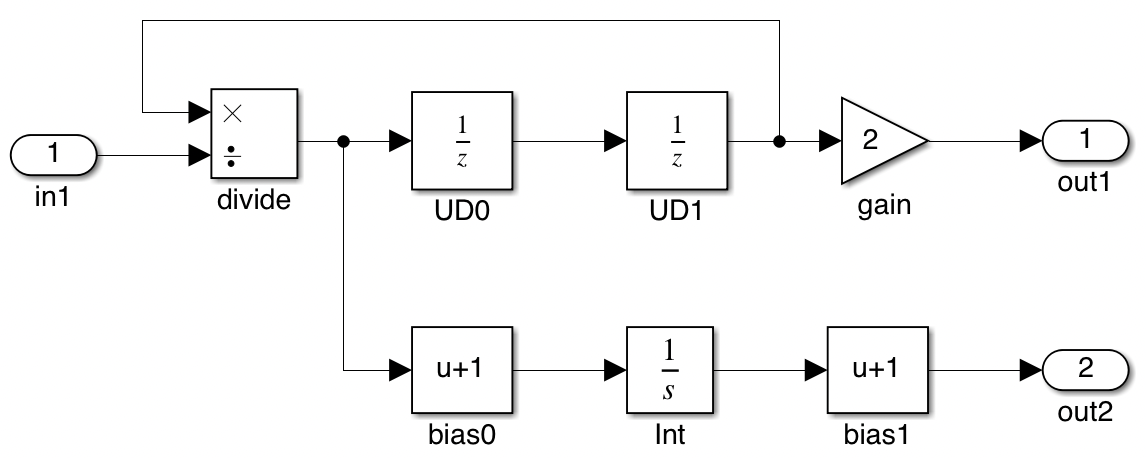 1
in1
×
÷
divide
1
z
UD0
1
z
UD1
2
gain
1
out1
u+1
bias0
1
s
Int
u+1
bias1
2
out2